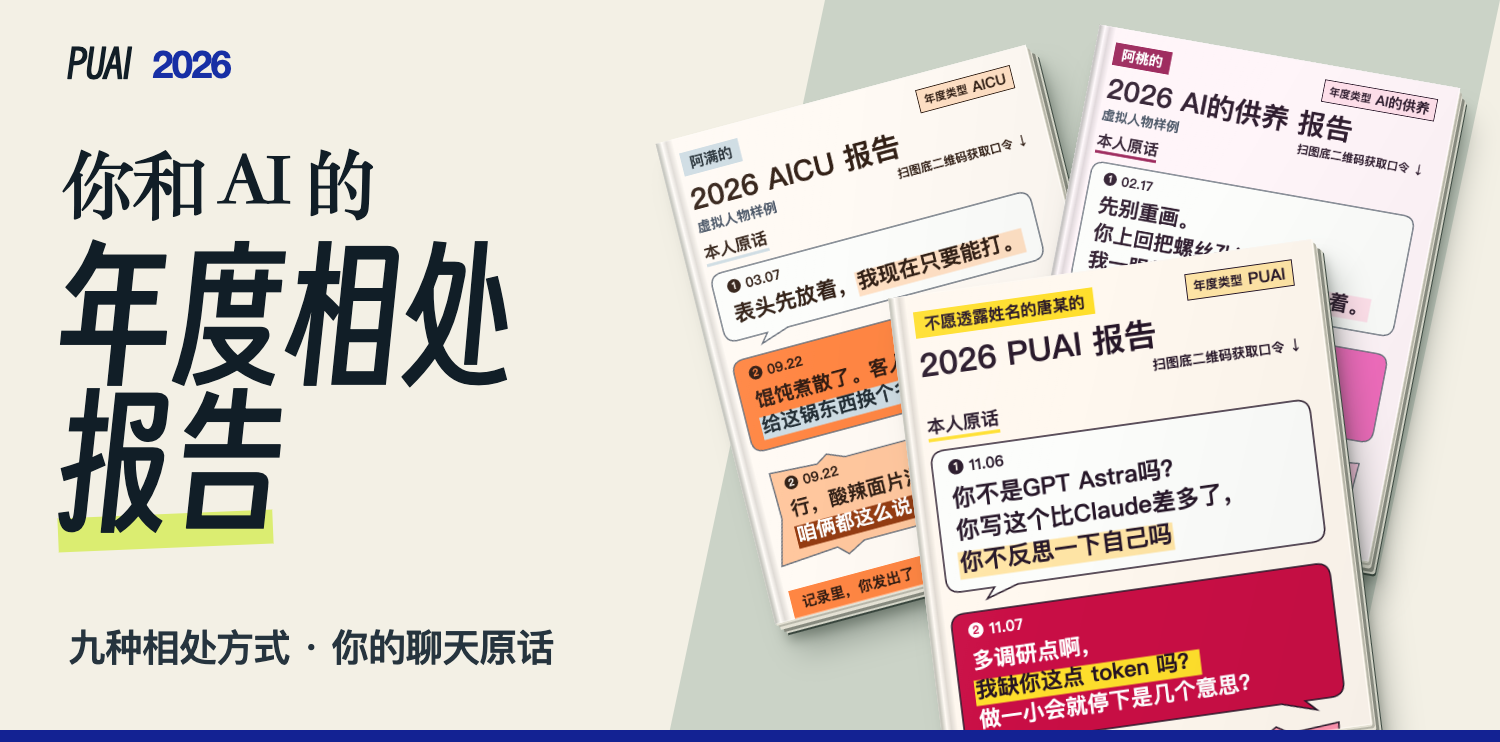 PUAI 2026
你和 AI 的
年度相处
报告
九种相处方式 · 你的聊天原话
年度类型 AICU
阿满的
2026 AICU 报告
扫图底二维码获取口令 ↓
虚拟人物样例
本人原话
1 03.07
表头先放着，我现在只要能打。
2 09.22
馄饨煮散了。客
给这锅东西换个
2 09.22
行，酸辣面片
咱俩都这么说
记录里，你发出了
阿桃的
年度类型 AI的供养
2026 AI的供养 报告
虚拟人物样例
扫图底二维码获取口令 ↓
本人原话
1 02.17
先别重画。
你上回把螺丝
我一
着。
年度类型 PUAI
不愿透露姓名的唐某的
2026 PUAI 报告
扫图底二维码获取口令 ↓
本人原话
1 11.06
你不是GPT Astra吗？
你写这个比Claude差多了，
你不反思一下自己吗
2 11.07
多调研点啊，
我缺你这点 token 吗？
做一小会就停下是几个意思？